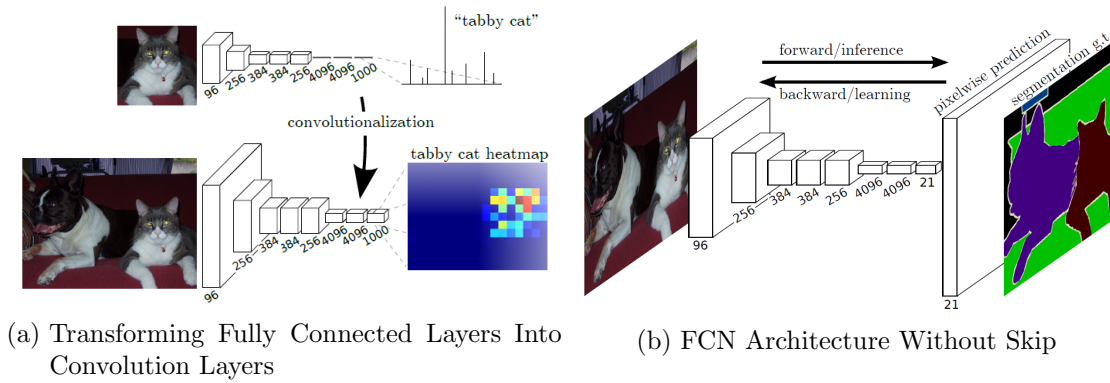 “tabby cat”
96
256
384
384
256
4096
4096
1000
convolutionalization
tabby cat heatmap
96
256
384
384
256
4096
4096
1000
(a) Transforming Fully Connected Layers Into
Convolution Layers
forward/inference
backward/learning
pixelwise prediction
segmentation g.t.
96
256
384
384
256
4096
4096
21
21
(b) FCN Architecture Without Skip